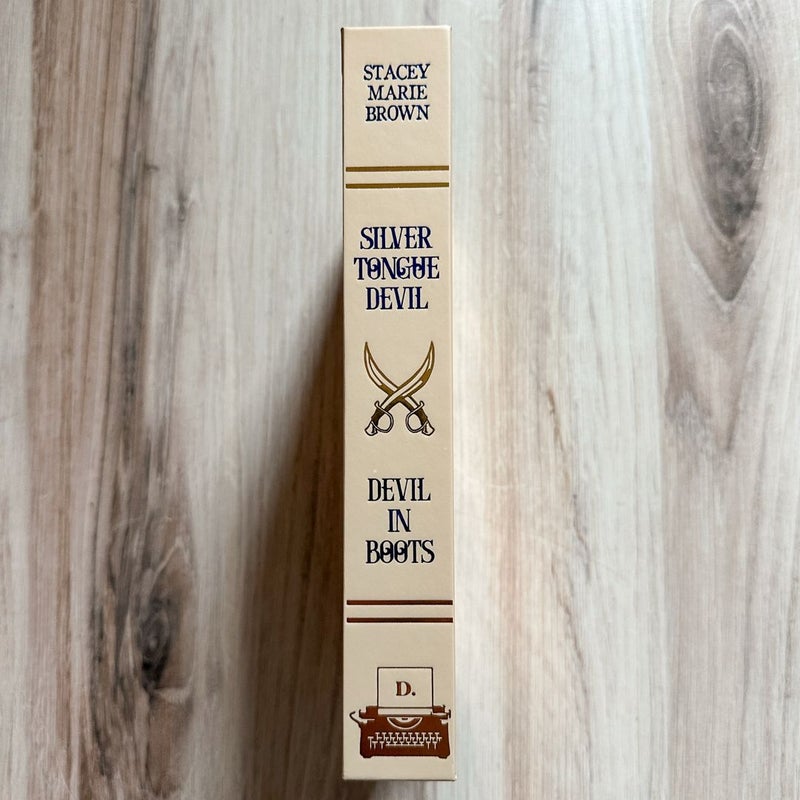 STACEY
MARIE
BROWN
SILVER
TONGUE
DEVIL
DEVIL
IN
BOOTS
D.